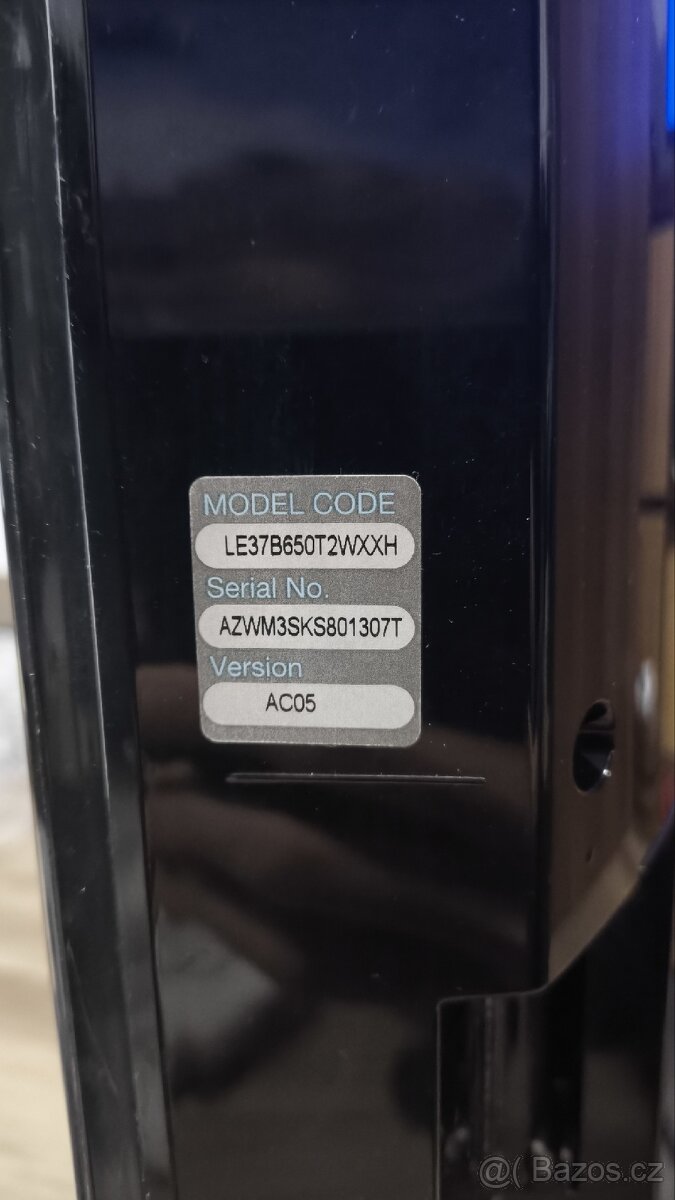 MODEL CODE
LE37B650T2WXXH
Serial No.
AZWM3SKS801307T
Version
AC05
@( Bazos.cz